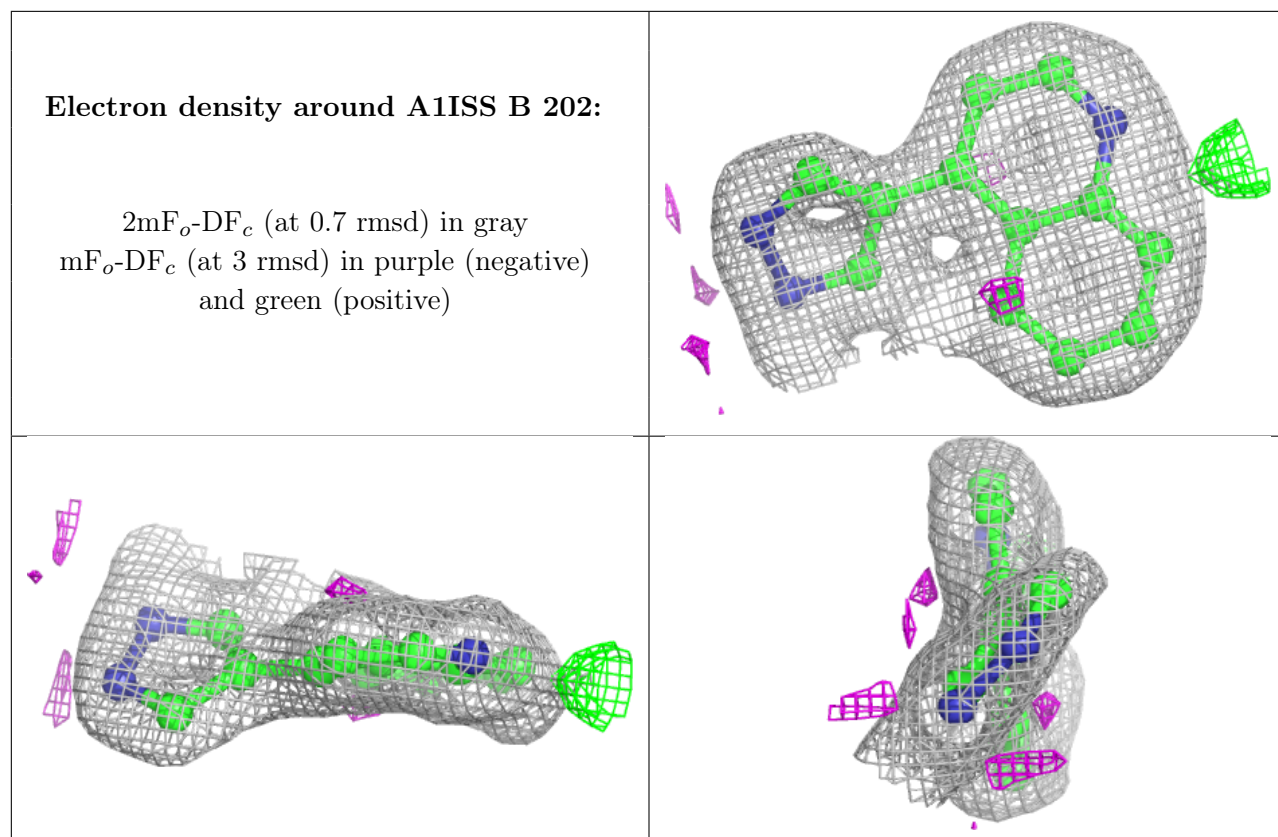 Electron density around A1ISS B 202:
2mFo-DFc (at 0.7 rmsd) in gray
mFo-DFc (at 3 rmsd) in purple (negative)
and green (positive)